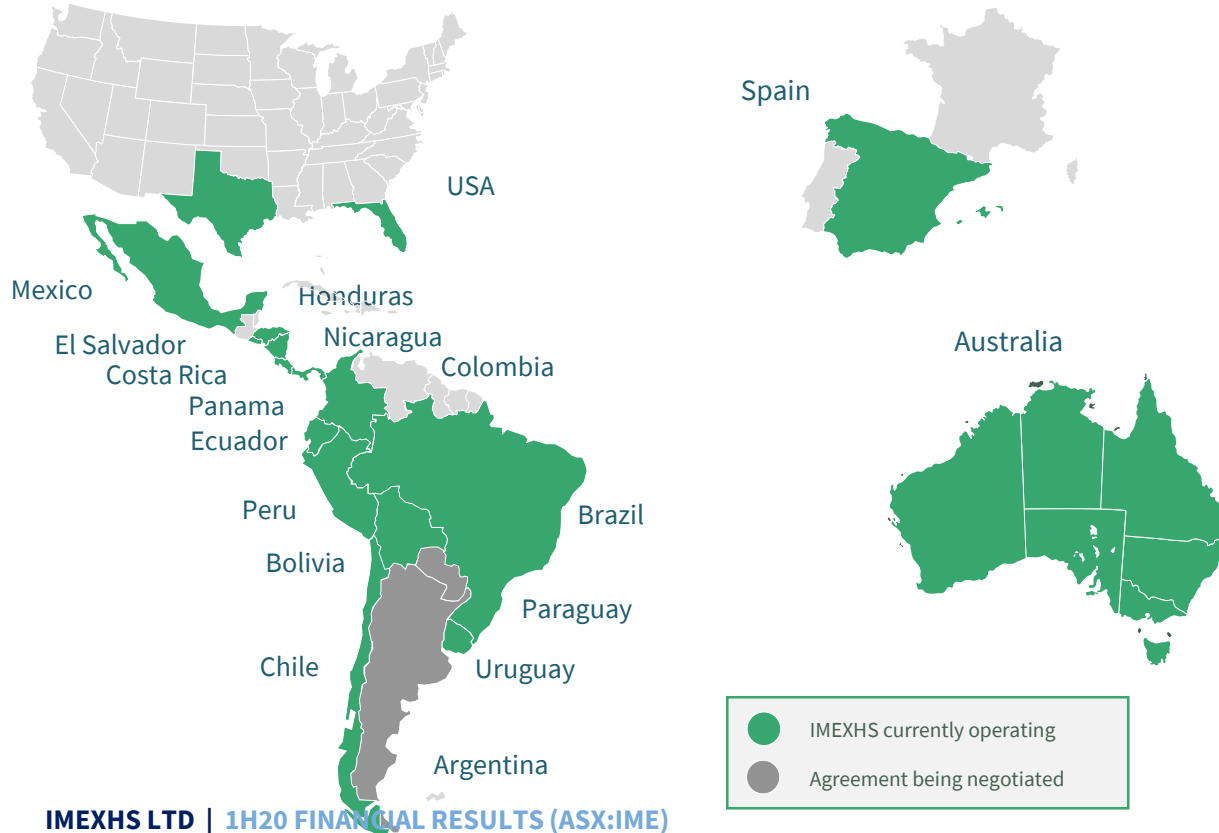 Spain
USA
Mexico
Honduras
Nicaragua
El Salvador
Australia
Colombia
Costa Rica
Panama
Ecuador
Peru
Brazil
Bolivia
Paraguay
Chile
Uruguay
IMEXHS currently operating
Agreement being negotiated
Argentina
IMEXHS LTD | 1H20 FINANCIAL RESULTS (ASX:IME)